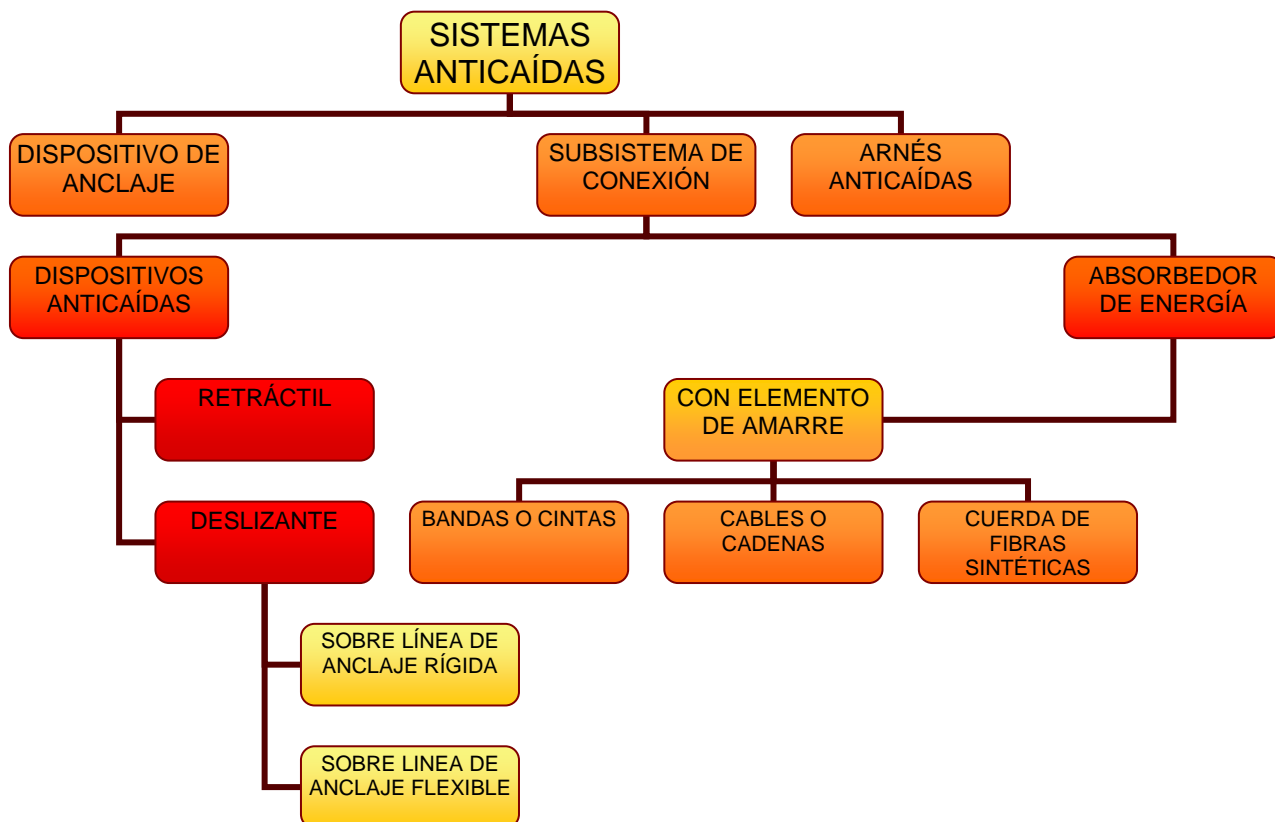 SISTEMAS
ANTICAÍDAS
DISPOSITIVO DE
ANCLAJE
SUBSISTEMA DE
CONEXIÓN
ARNÉS
ANTICAÍDAS
DISPOSITIVOS
ANTICAÍDAS
ABSORBEDOR
DE ENERGÍA
RETRÁCTIL
CON ELEMENTO
DE AMARRE
DESLIZANTE
BANDAS O CINTAS
CABLES O
CADENAS
CUERDA DE
FIBRAS
SINTÉTICAS
SOBRE LÍNEA DE
ANCLAJE RÍGIDA
SOBRE LINEA DE
ANCLAJE FLEXIBLE